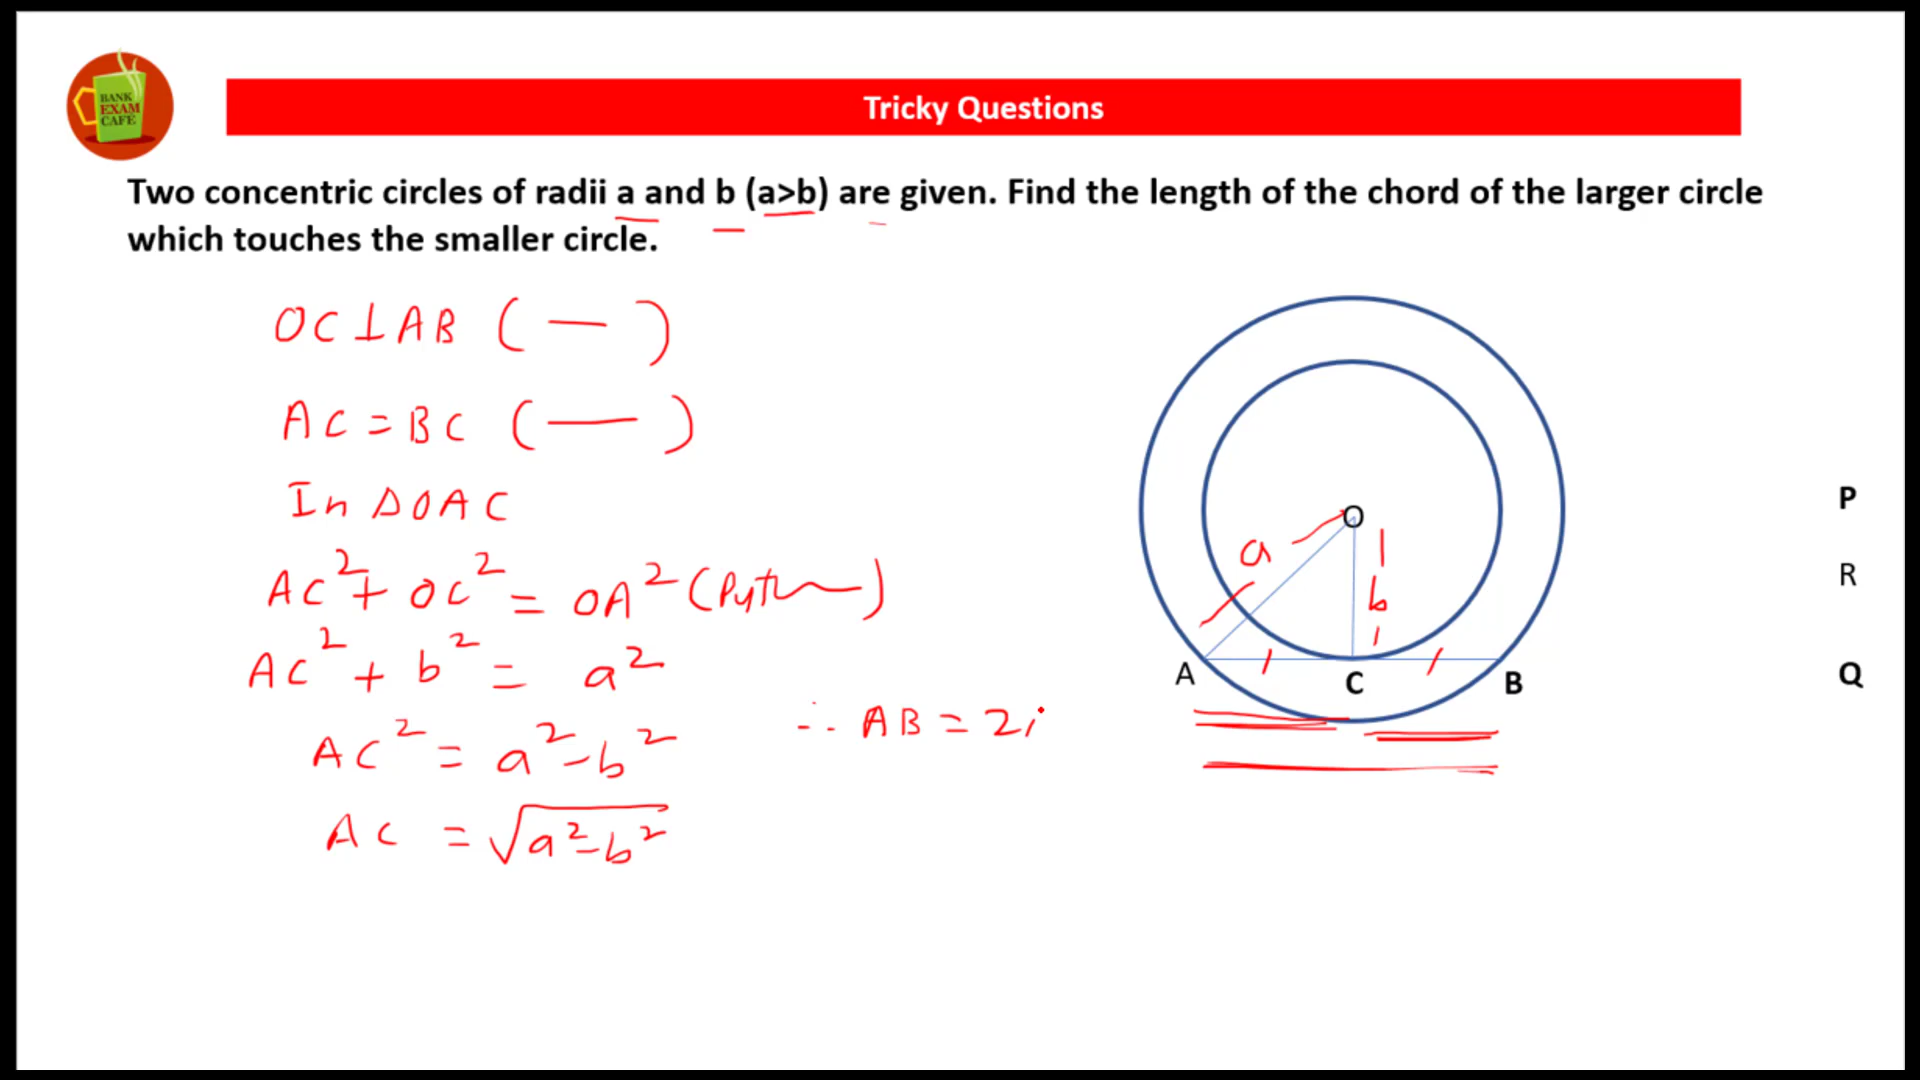 BANK
EXAM
CAFE
Tricky Questions
Two concentric circles of radii a and b (a>b) are given. Find the length of the chord of the larger circle
which touches the smaller circle.
OC⊥AB ( — )
AC = BC ( — )
In ΔOAC
AC² + OC² = OA² (Pyth )
AC² + b² = a²
AC² = a² - b²
AC = √a² - b²
∴ AB = 2
O
a
b
A
C
B
P
R
Q